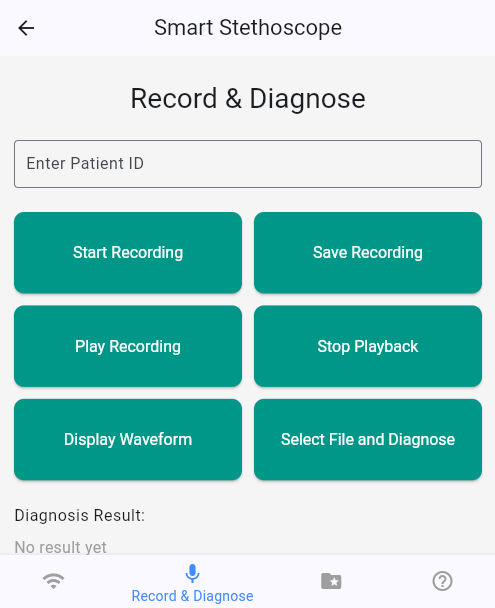 Smart Stethoscope
Record & Diagnose
Enter Patient ID
Start Recording
Save Recording
Play Recording
Stop Playback
Display Waveform
Select File and Diagnose
Diagnosis Result:
No result yet
Record & Diagnose